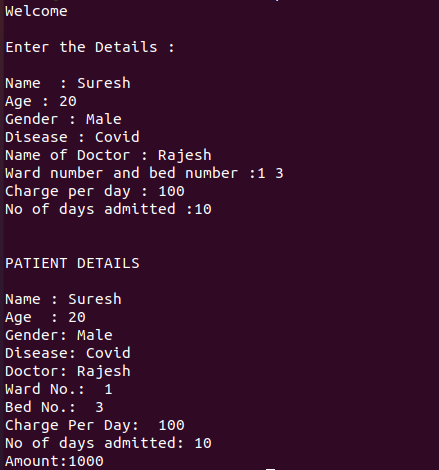 Welcome
Enter the Details :
Name  : Suresh
Age : 20
Gender : Male
Disease : Covid
Name of Doctor : Rajesh
Ward number and bed number :1 3
Charge per day : 100
No of days admitted :10
PATIENT DETAILS
Name : Suresh
Age  : 20
Gender: Male
Disease: Covid
Doctor: Rajesh
Ward No.:  1
Bed No.:  3
Charge Per Day:  100
No of days admitted: 10
Amount:1000